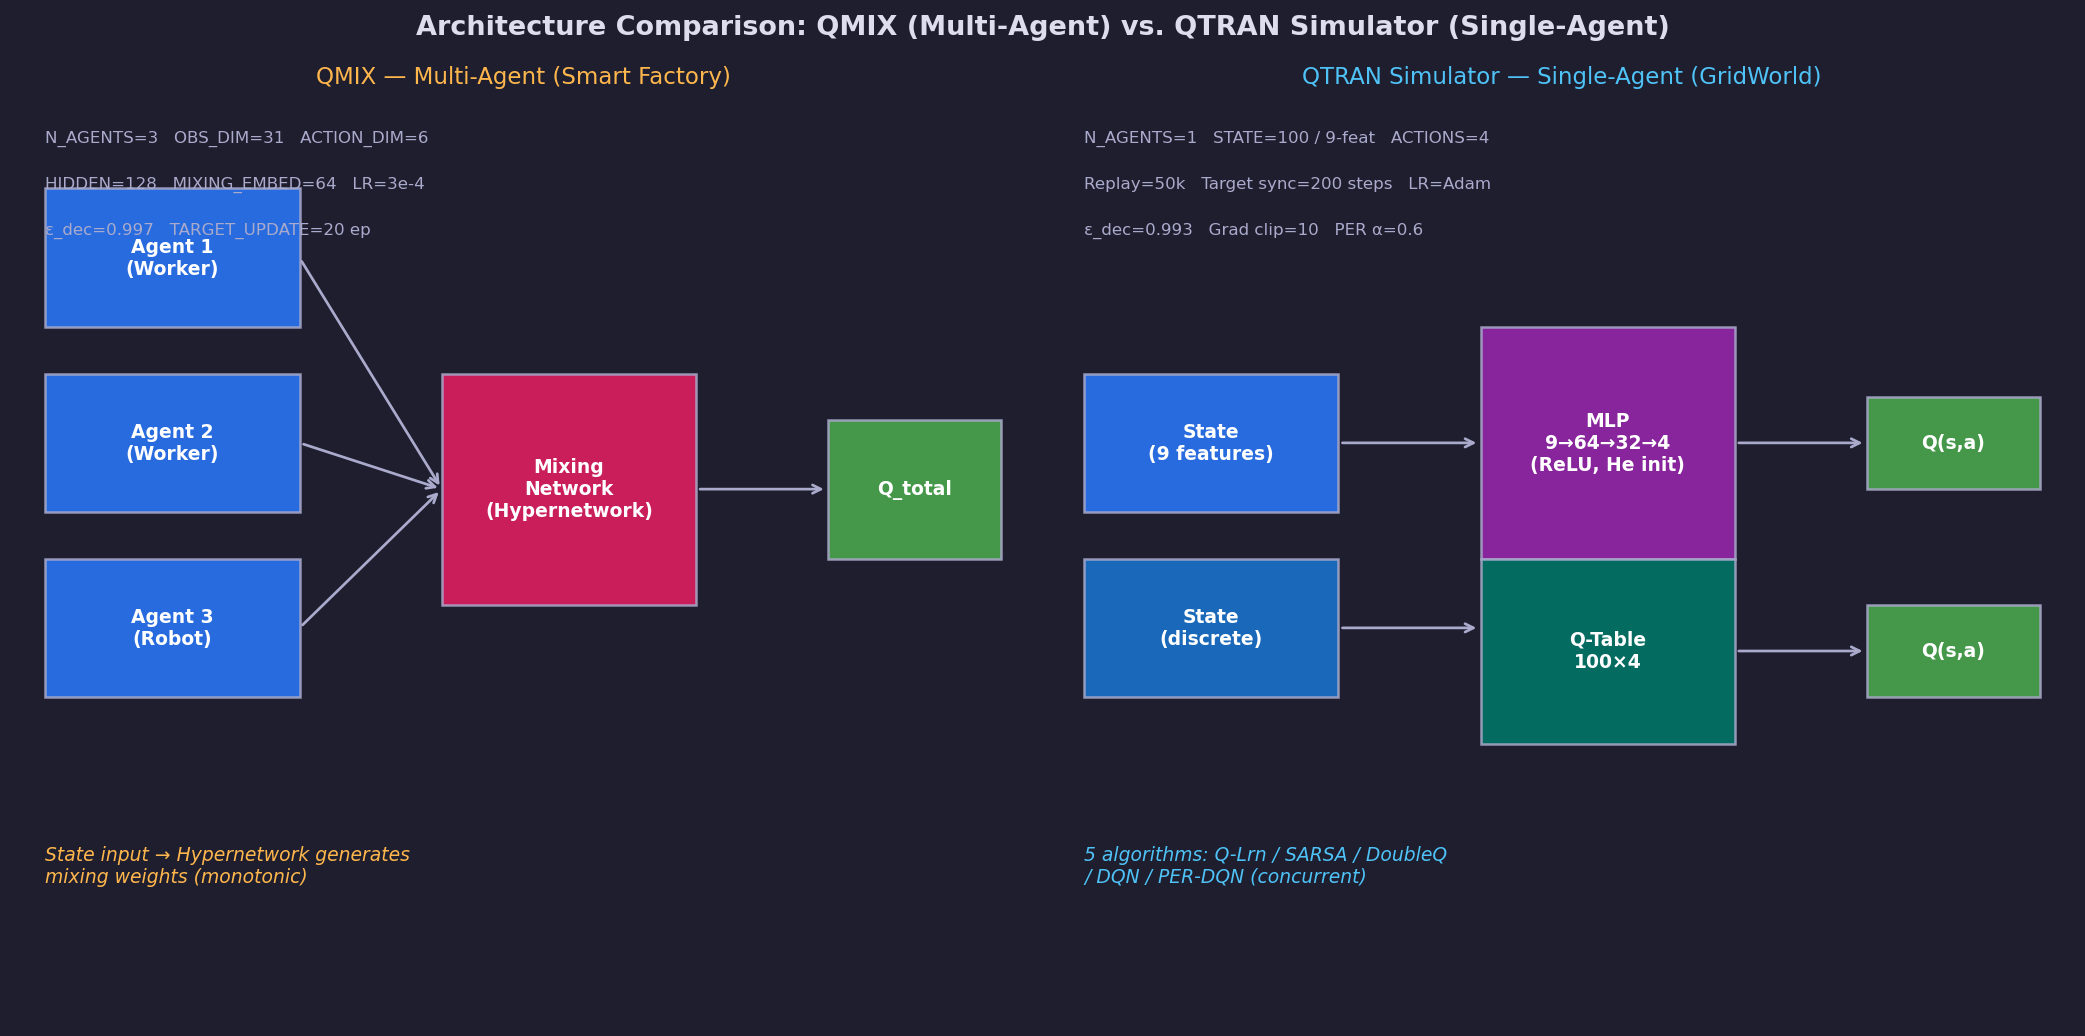 Architecture Comparison: QMIX (Multi-Agent) vs. QTRAN Simulator (Single-Agent)
QMIX — Multi-Agent (Smart Factory)
N_AGENTS=3   OBS_DIM=31   ACTION_DIM=6
HIDDEN=128   MIXING_EMBED=64   LR=3e-4
ε_dec=0.997   TARGET_UPDATE=20 ep
Agent 1
(Worker)
Agent 2
(Worker)
Agent 3
(Robot)
Mixing
Network
(Hypernetwork)
Q_total
State input → Hypernetwork generates
mixing weights (monotonic)
QTRAN Simulator — Single-Agent (GridWorld)
N_AGENTS=1   STATE=100 / 9-feat   ACTIONS=4
Replay=50k   Target sync=200 steps   LR=Adam
ε_dec=0.993   Grad clip=10   PER α=0.6
State
(9 features)
MLP
9→64→32→4
(ReLU, He init)
Q(s,a)
State
(discrete)
Q-Table
100×4
Q(s,a)
5 algorithms: Q-Lrn / SARSA / DoubleQ
/ DQN / PER-DQN (concurrent)